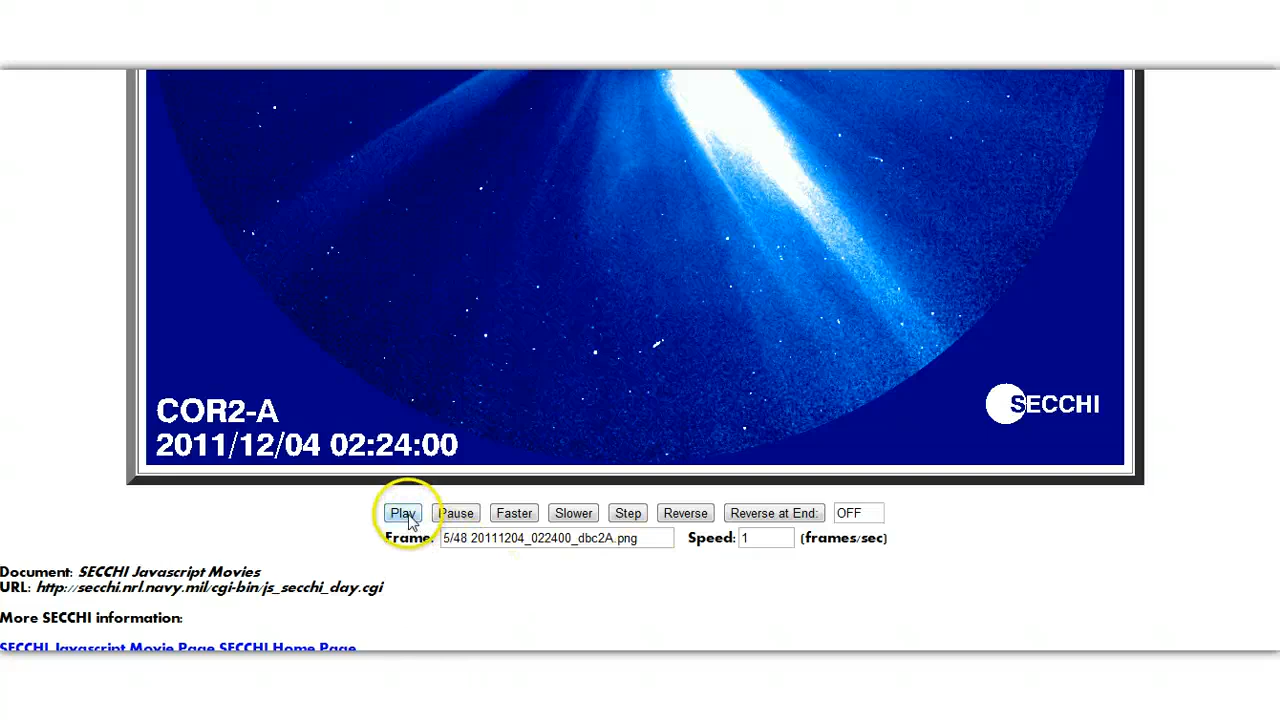 COR2-A
2011/12/04 02:24:00
SECCHI
Play Pause Faster Slower Step Reverse Reverse at End: OFF
Frame: 5/48 20111204_022400_dbc2A.png Speed: 1 (frames/sec)
Document: SECCHI Javascript Movies
URL: http://secchi.nrl.navy.mil/cgi-bin/js_secchi_day.cgi
More SECCHI information:
SECCHI Javascript Movie Page SECCHI Home Page